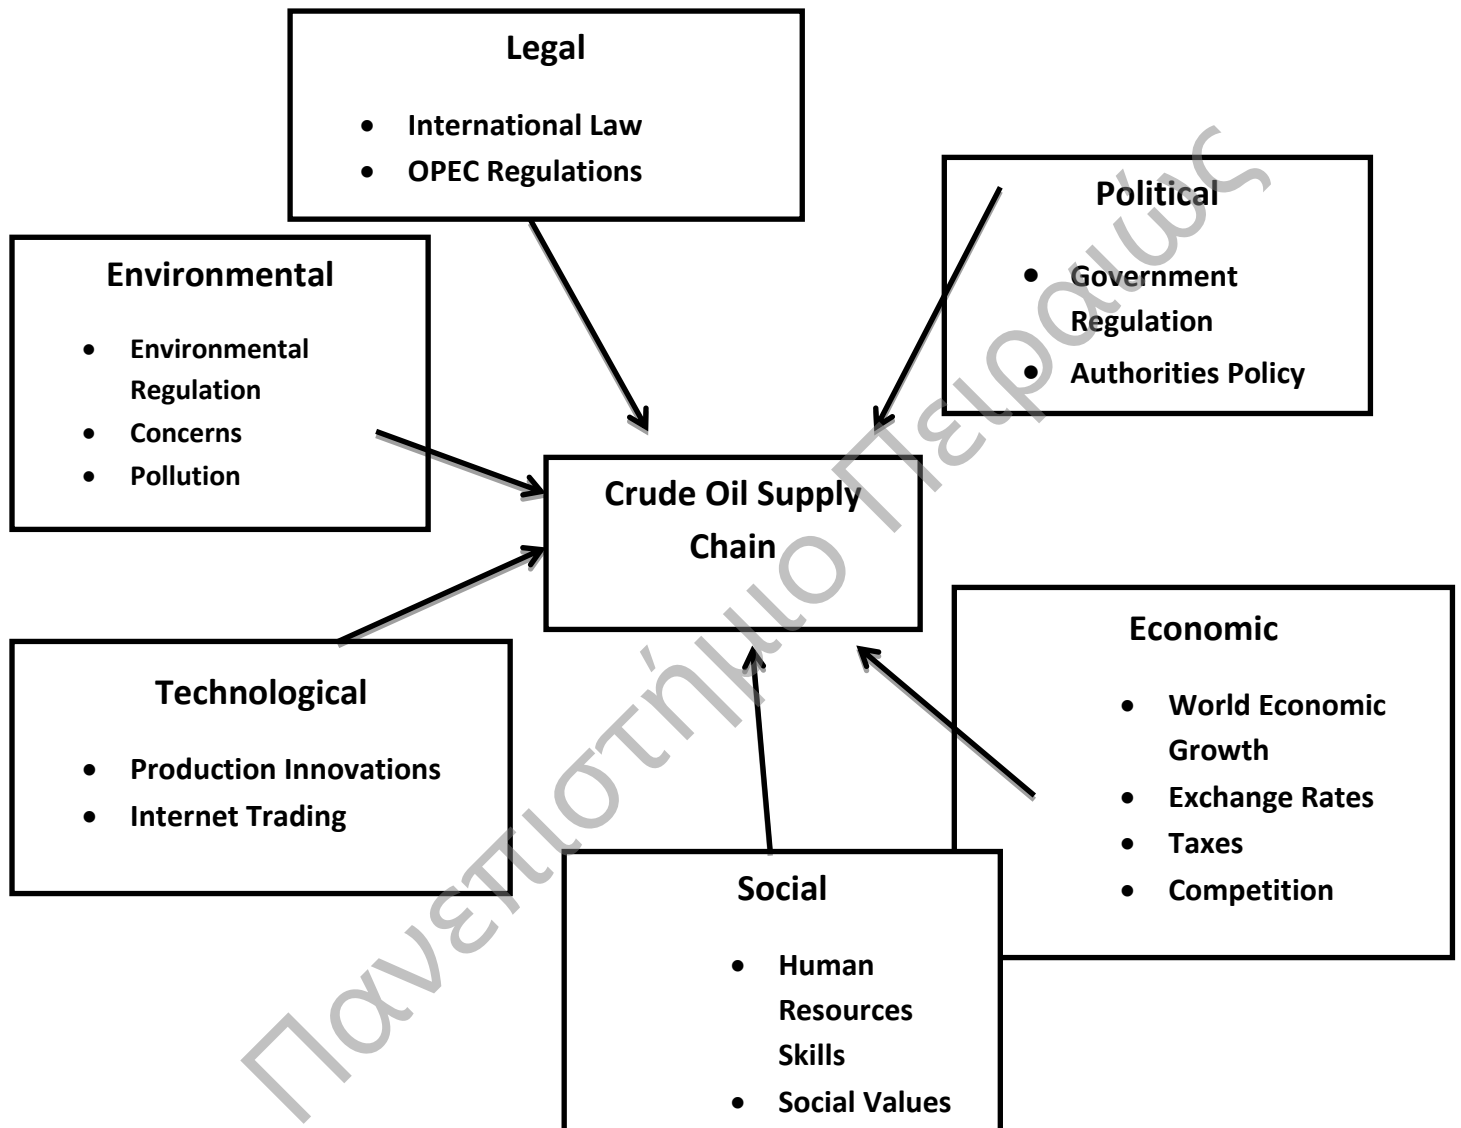 Legal
• International Law
• OPEC Regulations
Political
• Government
Regulation
• Authorities Policy
Environmental
• Environmental
Regulation
• Concerns
• Pollution
Crude Oil Supply
Chain
Technological
• Production Innovations
• Internet Trading
Economic
• World Economic
Growth
• Exchange Rates
• Taxes
• Competition
Social
• Human
Resources
Skills
• Social Values
Πανεπιστήμιο Πειραιώς